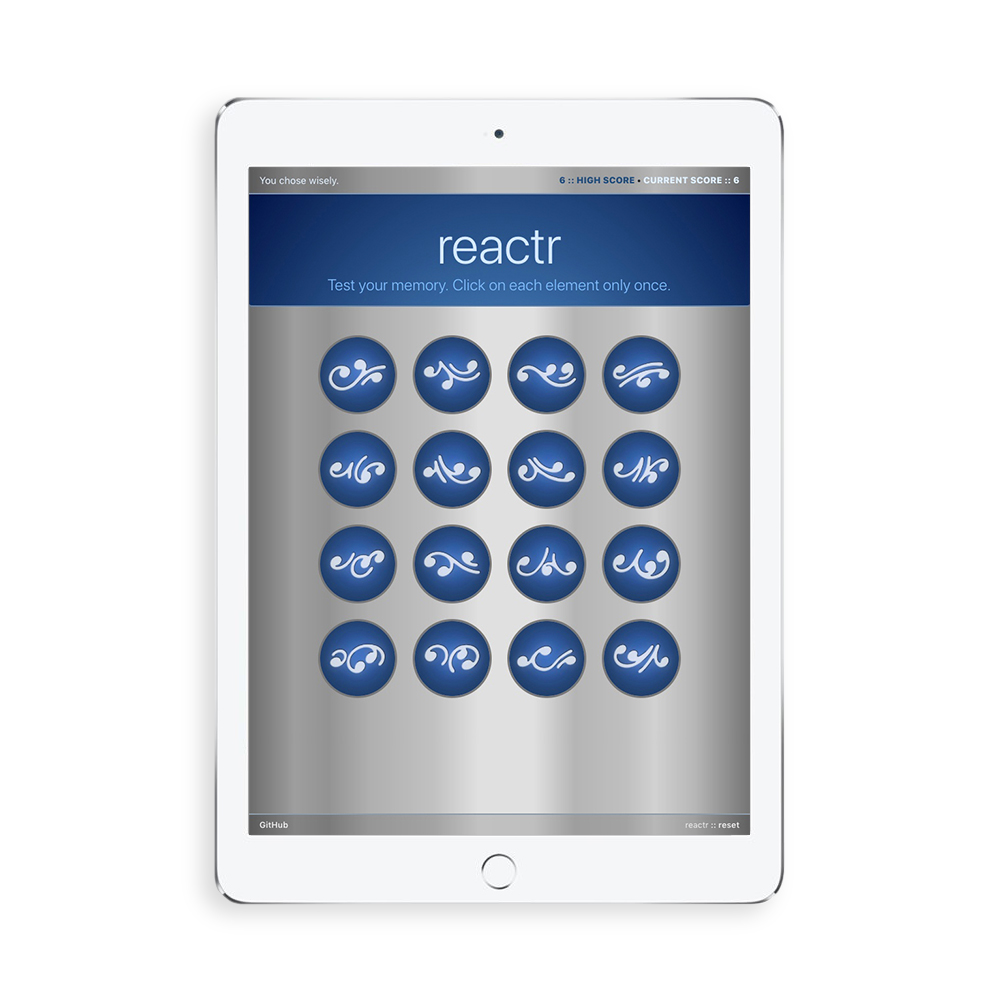 You chose wisely.
6 :: HIGH SCORE • CURRENT SCORE :: 6
reactr
Test your memory. Click on each element only once.
GitHub
reactr :: reset